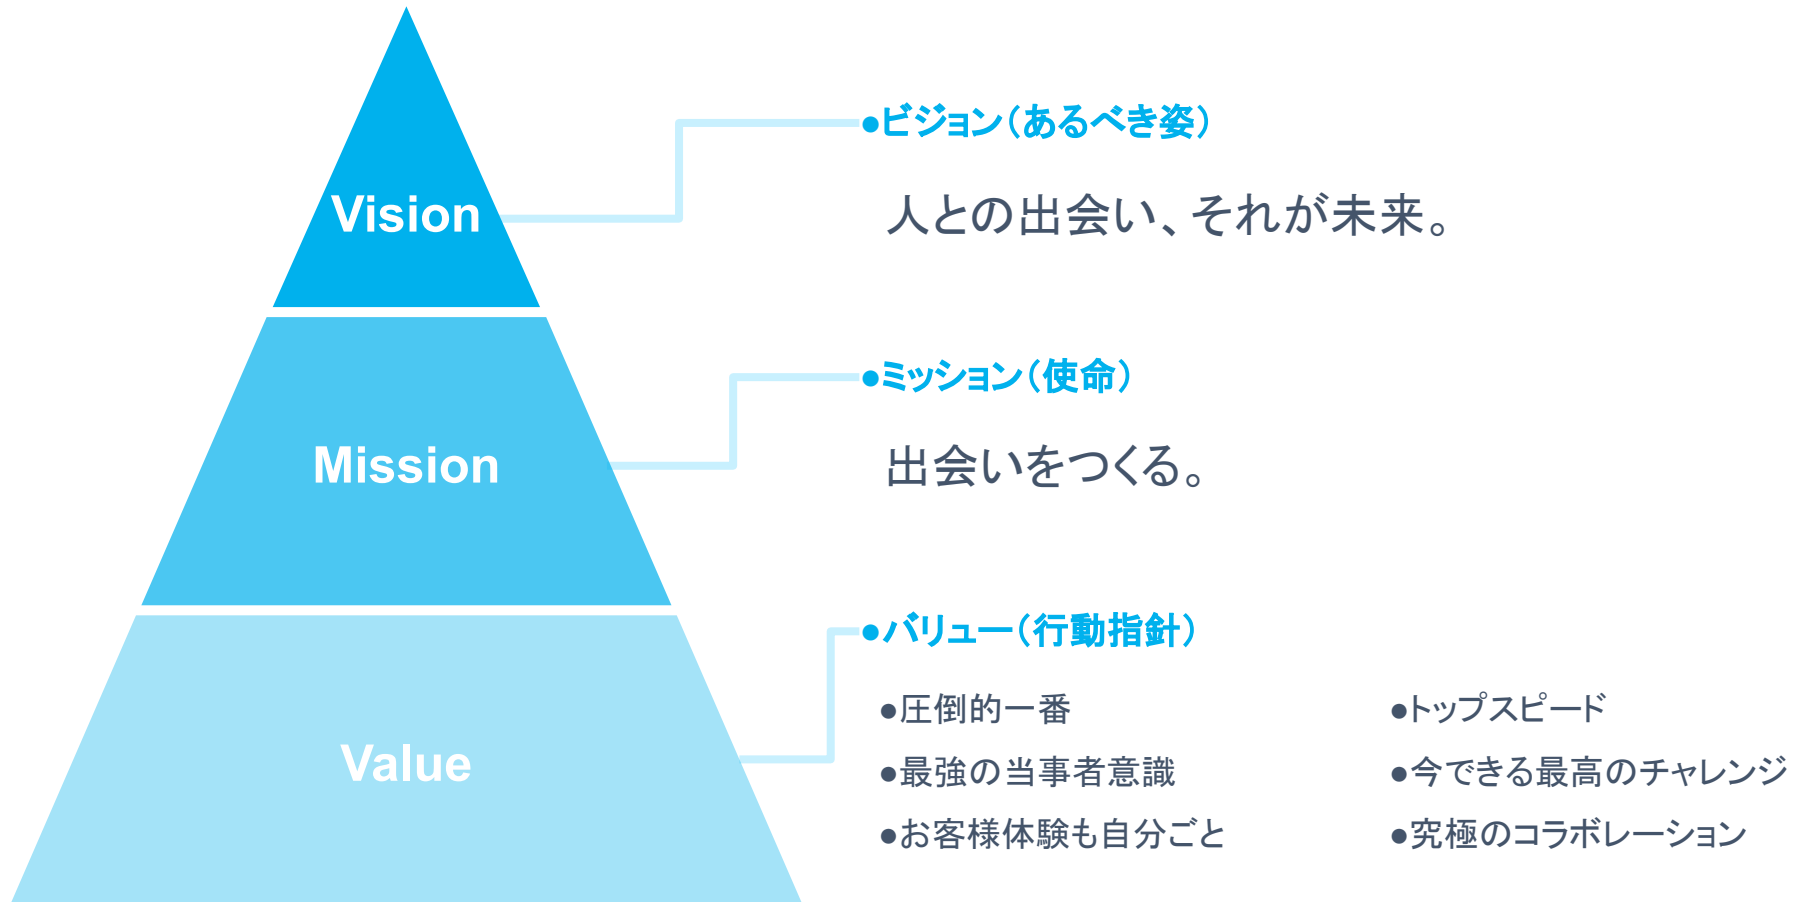 Vision
●ビジョン（あるべき姿）
人との出会い、それが未来。
Mission
●ミッション（使命）
出会いをつくる。
Value
●バリュー（行動指針）
●圧倒的一番
●トップスピード
●最強の当事者意識
●今できる最高のチャレンジ
●お客様体験も自分ごと
●究極のコラボレーション